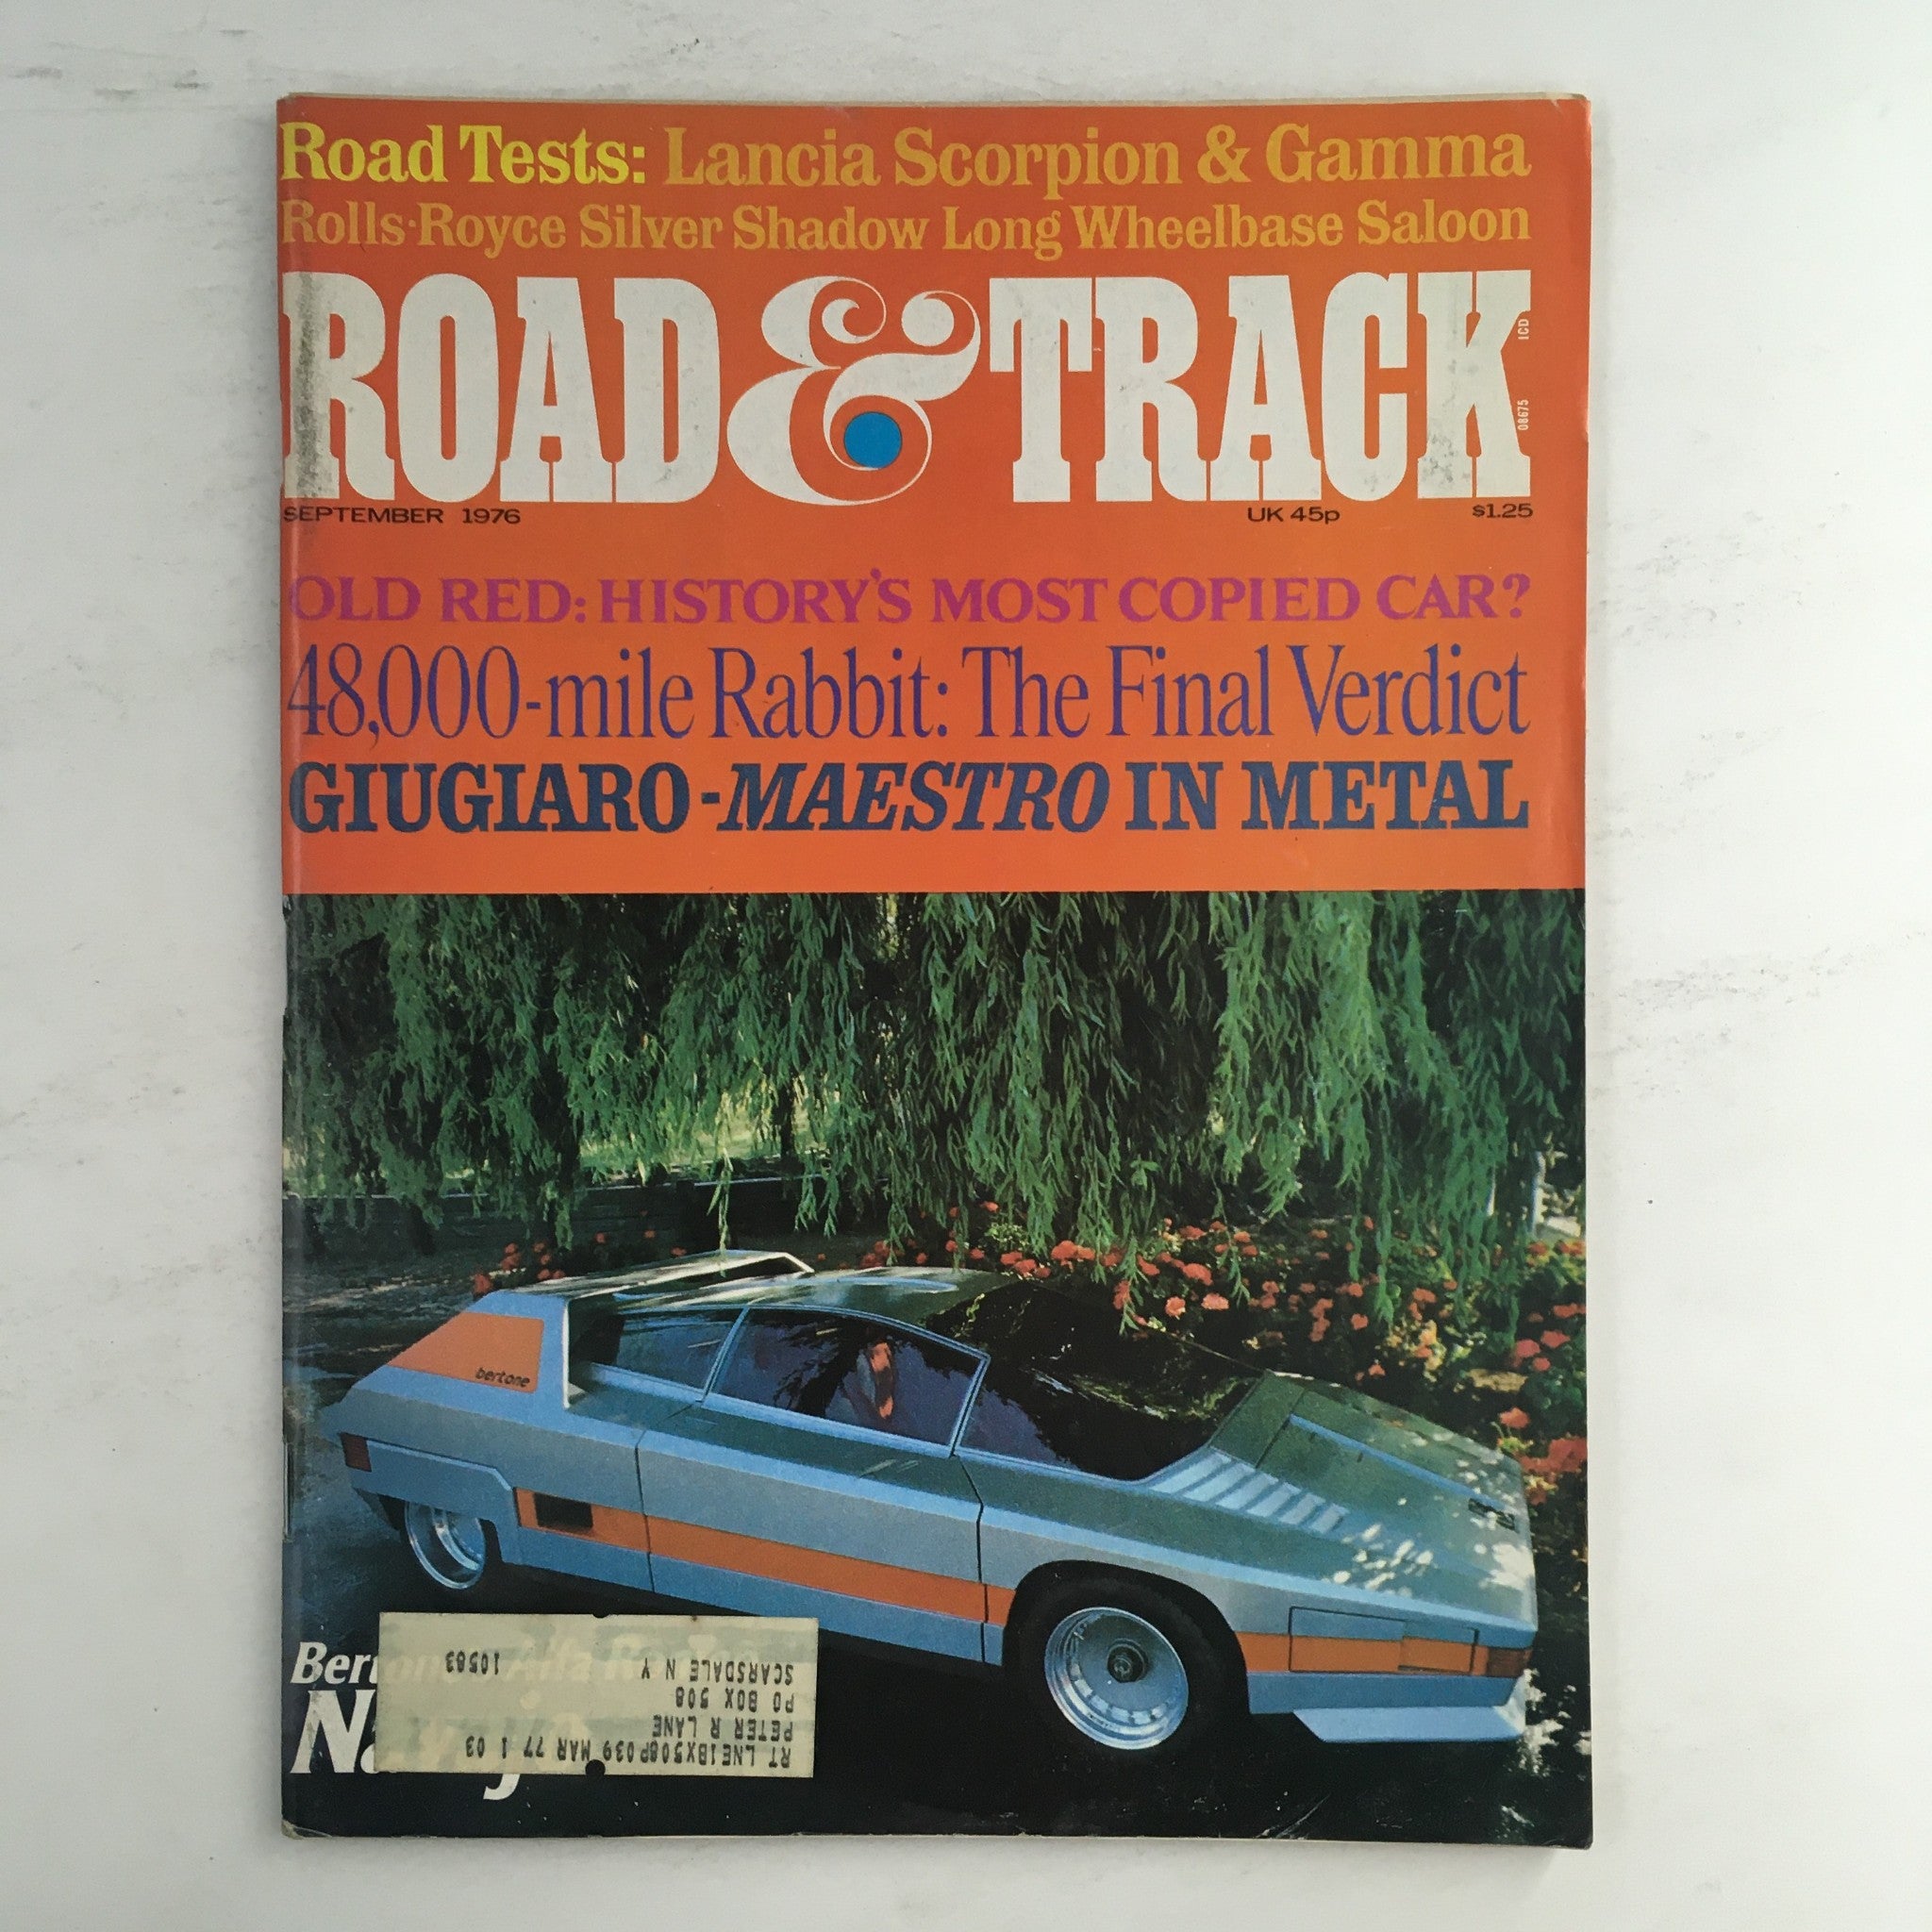 Road Tests: Lancia Scorpion & Gamma
Rolls-Royce Silver Shadow Long Wheelbase Saloon
ROAD & TRACK
ICD
08675
SEPTEMBER 1976 UK 45p $1.25
OLD RED: HISTORY'S MOST COPIED CAR?
48,000-mile Rabbit: The Final Verdict
GIUGIARO-MAESTRO IN METAL
bertone
RT LNE1BX508P039 MAR 77 1 03
PETER R LANE
PO BOX 508
SCARSDALE N Y 10583